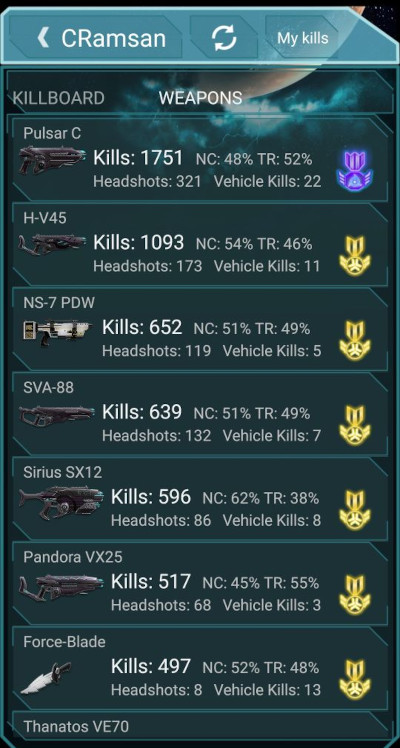 CRamsan
My kills
KILLBOARD WEAPONS
Pulsar C
Kills: 1751 NC: 48% TR: 52%
Headshots: 321 Vehicle Kills: 22
H-V45
Kills: 1093 NC: 54% TR: 46%
Headshots: 173 Vehicle Kills: 11
NS-7 PDW
Kills: 652 NC: 51% TR: 49%
Headshots: 119 Vehicle Kills: 5
SVA-88
Kills: 639 NC: 51% TR: 49%
Headshots: 132 Vehicle Kills: 7
Sirius SX12
Kills: 596 NC: 62% TR: 38%
Headshots: 86 Vehicle Kills: 8
Pandora VX25
Kills: 517 NC: 45% TR: 55%
Headshots: 68 Vehicle Kills: 3
Force-Blade
Kills: 497 NC: 52% TR: 48%
Headshots: 8 Vehicle Kills: 13
Thanatos VE70